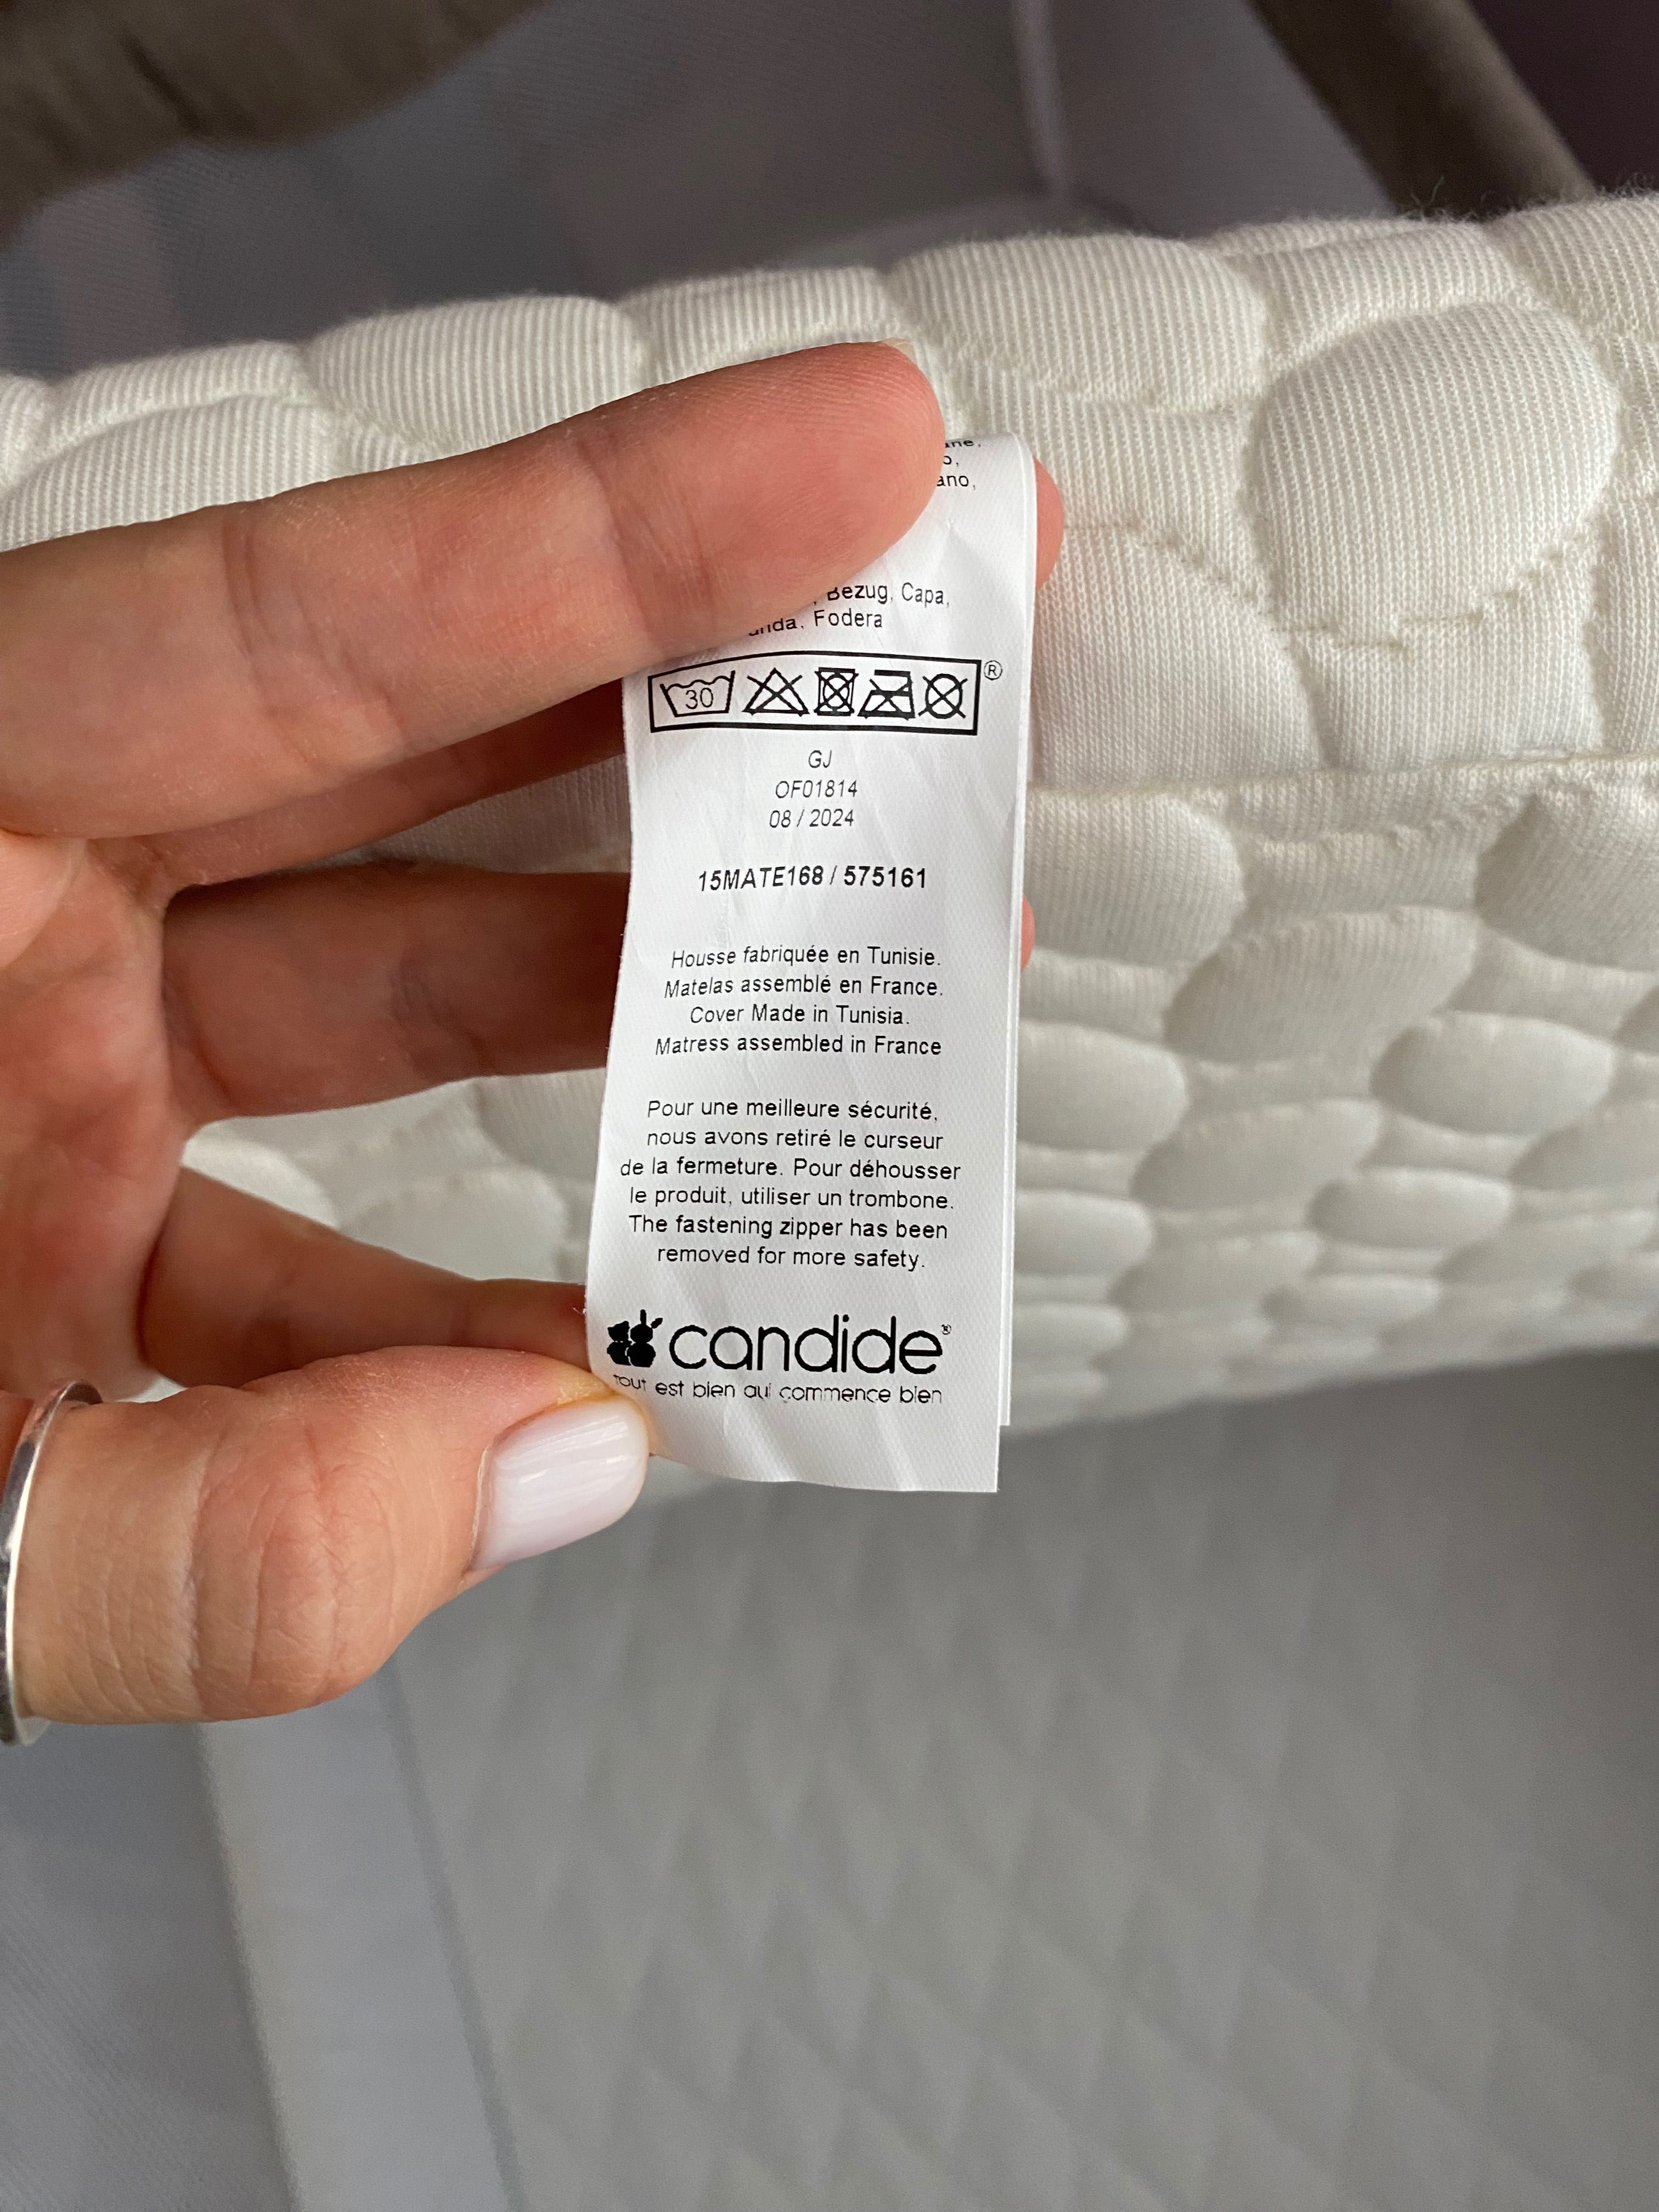 Bezug, Capa,
Fodera
®
30
GJ
OF01814
08 / 2024
15MATE168 / 575161
Housse fabriquée en Tunisie.
Matelas assemblé en France.
Cover Made in Tunisia.
Matress assembled in France
Pour une meilleure sécurité,
nous avons retiré le curseur
de la fermeture. Pour déhousser
le produit, utiliser un trombone.
The fastening zipper has been
removed for more safety.
candide®
Tout est bien qui commence bien